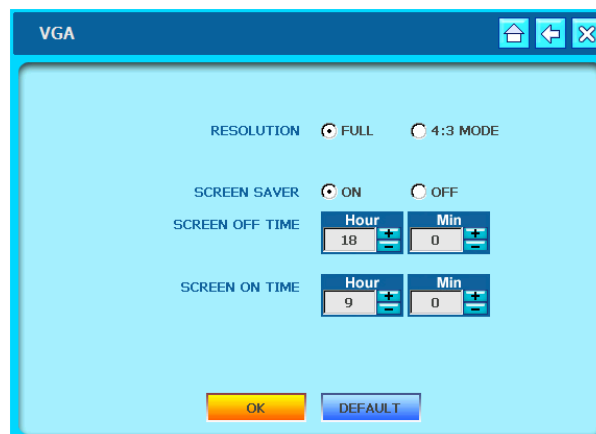 VGA
RESOLUTION FULL 4:3 MODE
SCREEN SAVER ON OFF
Hour Min
SCREEN OFF TIME 18 0
Hour Min
SCREEN ON TIME 9 0
OK DEFAULT